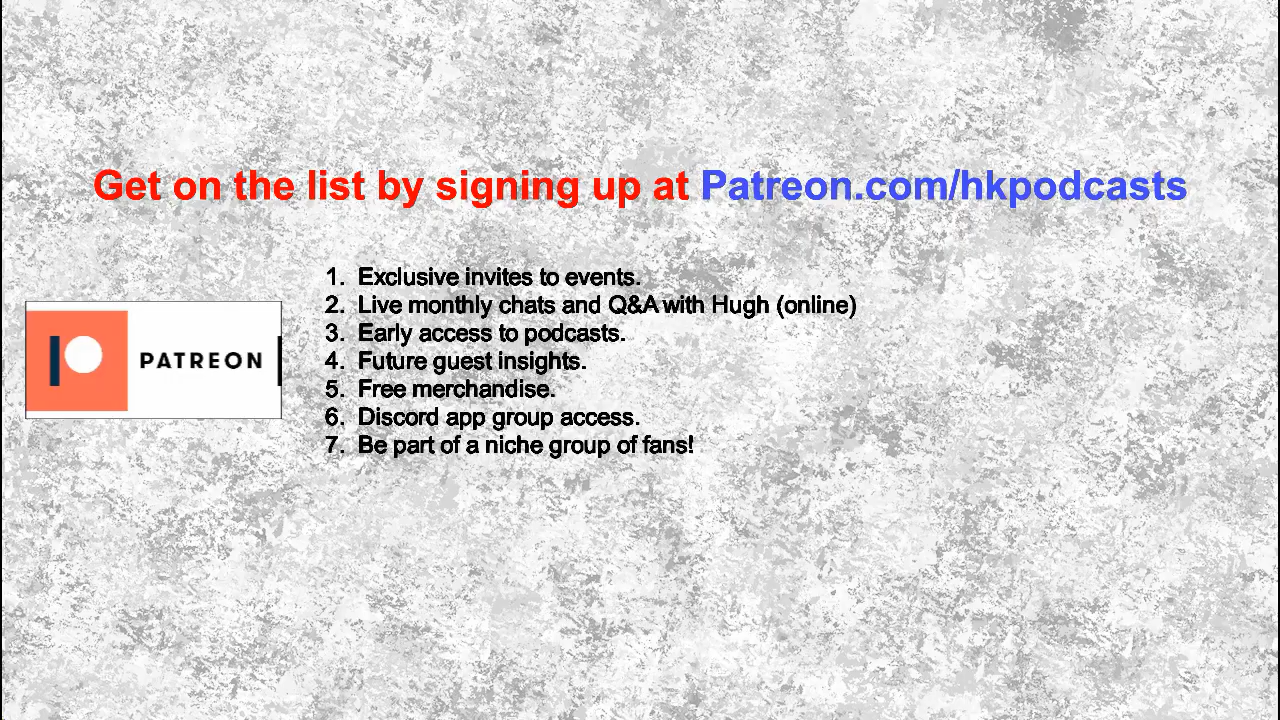 Get on the list by signing up at Patreon.com/hkpodcasts
1. Exclusive invites to events.
2. Live monthly chats and Q&A with Hugh (online)
3. Early access to podcasts.
4. Future guest insights.
5. Free merchandise.
6. Discord app group access.
7. Be part of a niche group of fans!
PATREON